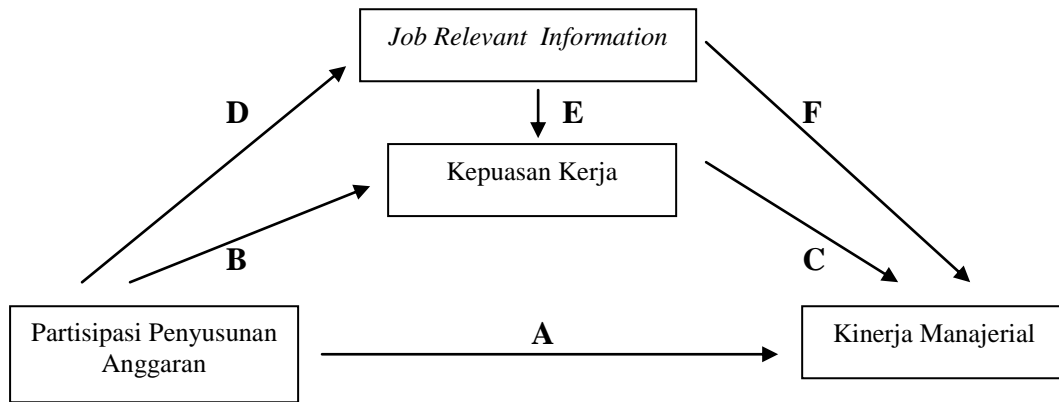 Job Relevant Information
D
E
F
Kepuasan Kerja
B
C
Partisipasi Penyusunan
Anggaran
A
Kinerja Manajerial